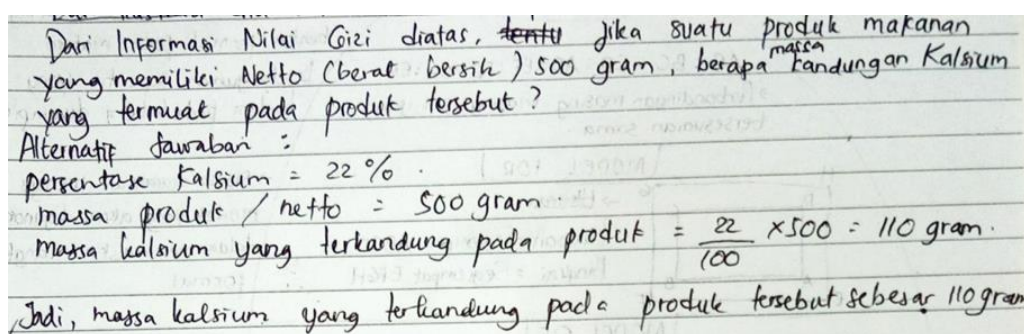 Dari Informasi Nilai Gizi diatas, tentu jika suatu produk makanan
yang memiliki Netto (berat bersih) 500 gram, berapa massa kandungan Kalsium
yang termuat pada produk tersebut?
Alternatif Jawaban :
persentase Kalsium = 22 % .
massa produk / netto = 500 gram.
massa kalsium yang terkandung pada produk = 22/100 x 500 = 110 gram.
Jadi, massa kalsium yang terkandung pada produk tersebut sebesar 110 gram